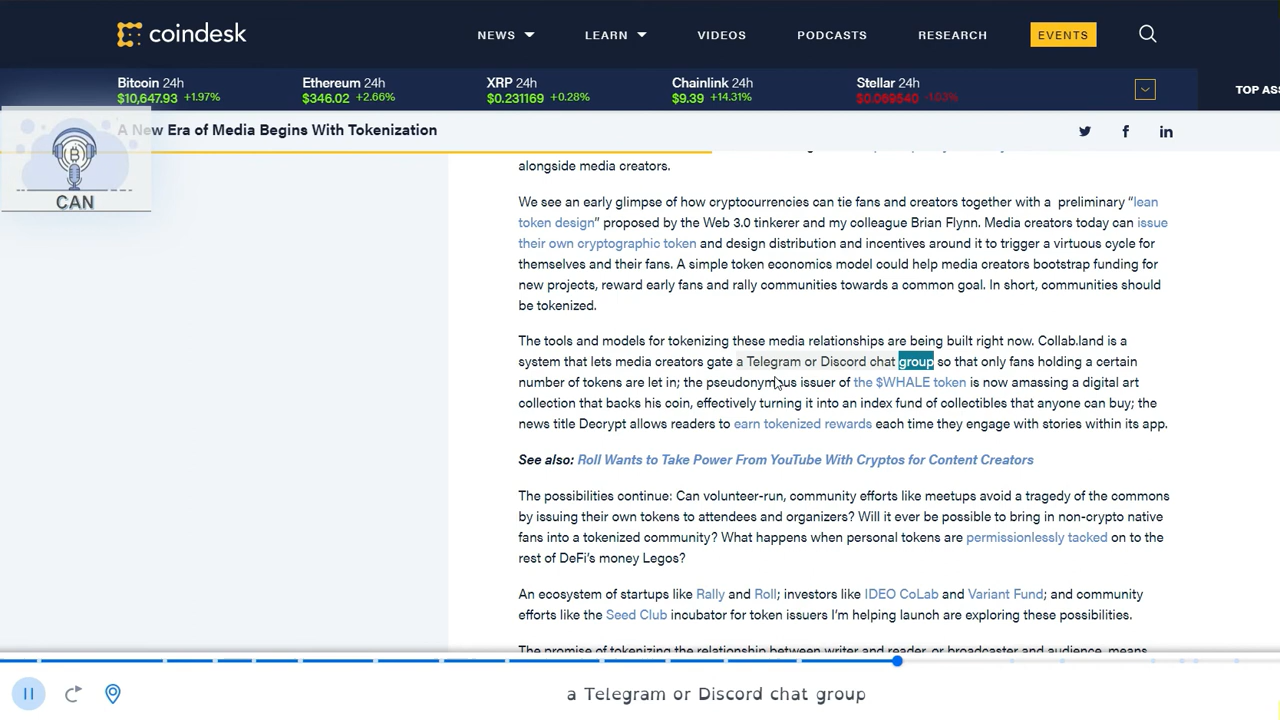 coindesk
NEWS LEARN VIDEOS PODCASTS RESEARCH EVENTS
Bitcoin 24h Ethereum 24h XRP 24h Chainlink 24h Stellar 24h
$10,647.93 +1.97% $346.02 +2.66% $0.231169 +0.28% $9.39 +14.31% $0.069540 -1.03%
TOP ASS
A New Era of Media Begins With Tokenization
CAN
alongside media creators.
We see an early glimpse of how cryptocurrencies can tie fans and creators together with a preliminary “lean
token design” proposed by the Web 3.0 tinkerer and my colleague Brian Flynn. Media creators today can issue
their own cryptographic token and design distribution and incentives around it to trigger a virtuous cycle for
themselves and their fans. A simple token economics model could help media creators bootstrap funding for
new projects, reward early fans and rally communities towards a common goal. In short, communities should
be tokenized.
The tools and models for tokenizing these media relationships are being built right now. Collab.land is a
system that lets media creators gate a Telegram or Discord chat group so that only fans holding a certain
number of tokens are let in; the pseudonymous issuer of the $WHALE token is now amassing a digital art
collection that backs his coin, effectively turning it into an index fund of collectibles that anyone can buy; the
news title Decrypt allows readers to earn tokenized rewards each time they engage with stories within its app.
See also: Roll Wants to Take Power From YouTube With Cryptos for Content Creators
The possibilities continue: Can volunteer-run, community efforts like meetups avoid a tragedy of the commons
by issuing their own tokens to attendees and organizers? Will it ever be possible to bring in non-crypto native
fans into a tokenized community? What happens when personal tokens are permissionlessly tacked on to the
rest of DeFi’s money Legos?
An ecosystem of startups like Rally and Roll; investors like IDEO CoLab and Variant Fund; and community
efforts like the Seed Club incubator for token issuers I’m helping launch are exploring these possibilities.
The promise of tokenizing the relationship between writer and reader, or broadcaster and audience, means
a Telegram or Discord chat group